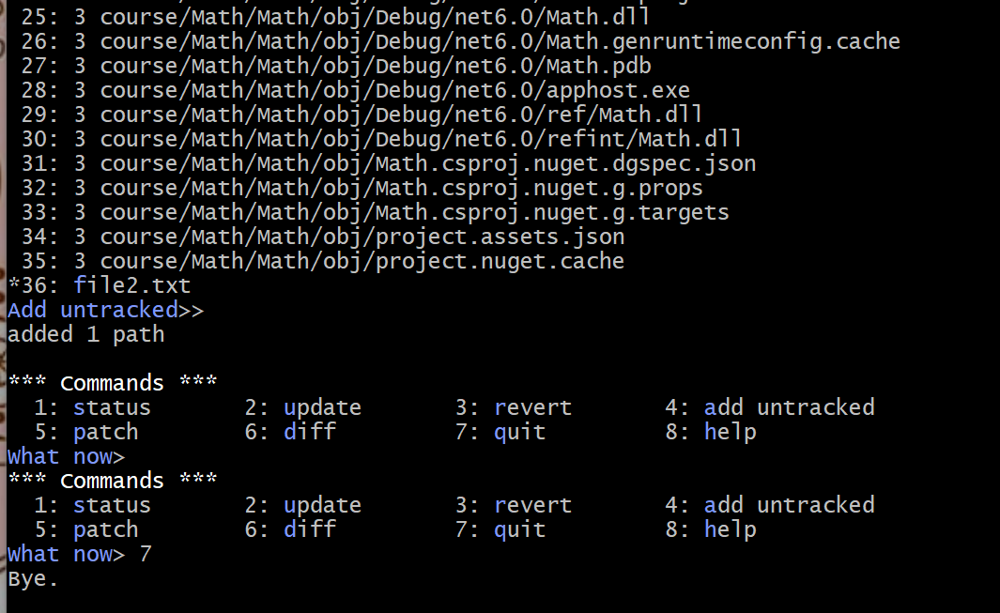 25: 3 course/Math/Math/obj/Debug/net6.0/Math.dll
26: 3 course/Math/Math/obj/Debug/net6.0/Math.genruntimeconfig.cache
27: 3 course/Math/Math/obj/Debug/net6.0/Math.pdb
28: 3 course/Math/Math/obj/Debug/net6.0/apphost.exe
29: 3 course/Math/Math/obj/Debug/net6.0/ref/Math.dll
30: 3 course/Math/Math/obj/Debug/net6.0/refint/Math.dll
31: 3 course/Math/Math/obj/Math.csproj.nuget.dgspec.json
32: 3 course/Math/Math/obj/Math.csproj.nuget.g.props
33: 3 course/Math/Math/obj/Math.csproj.nuget.g.targets
34: 3 course/Math/Math/obj/project.assets.json
35: 3 course/Math/Math/obj/project.nuget.cache
*36: file2.txt
Add untracked>>
added 1 path
*** Commands ***
1: status 2: update 3: revert 4: add untracked
5: patch 6: diff 7: quit 8: help
What now>
*** Commands ***
1: status 2: update 3: revert 4: add untracked
5: patch 6: diff 7: quit 8: help
What now> 7
Bye.